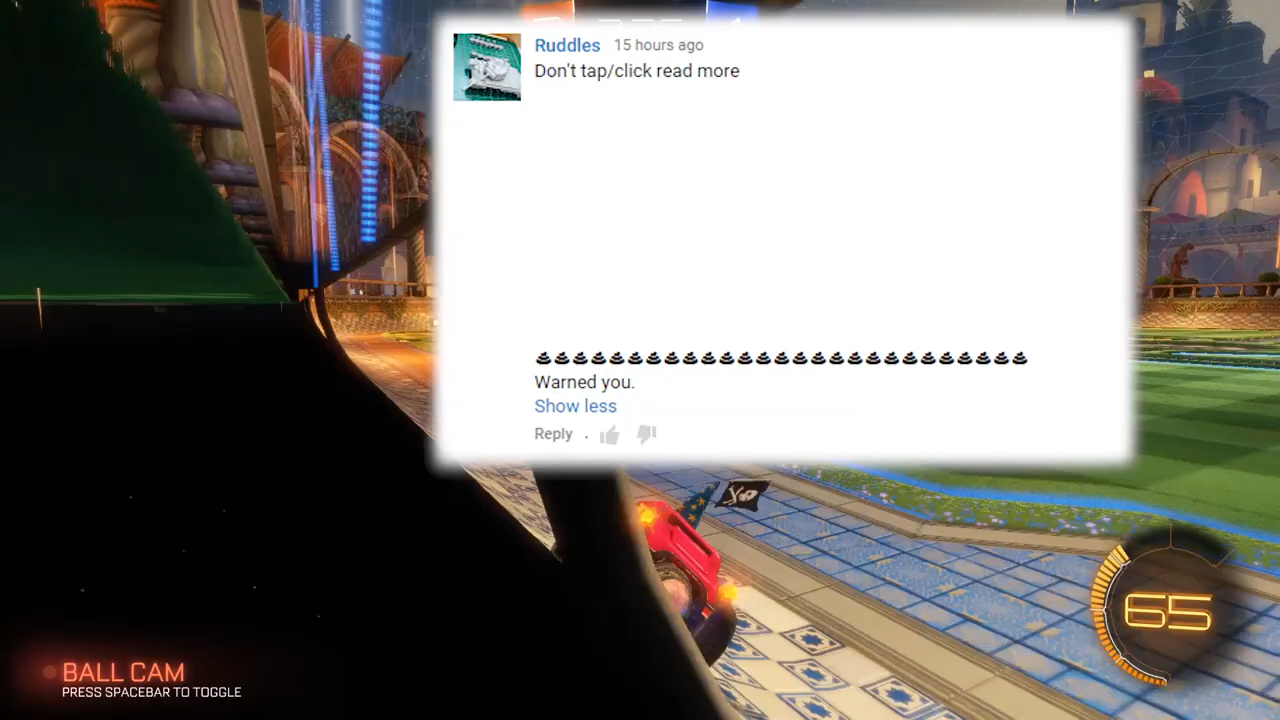 Ruddles 15 hours ago
Don't tap/click read more
💩💩💩💩💩💩💩💩💩💩💩💩💩💩💩💩💩💩💩💩💩💩💩💩💩💩💩
Warned you.
Show less
Reply .
65
BALL CAM
PRESS SPACEBAR TO TOGGLE